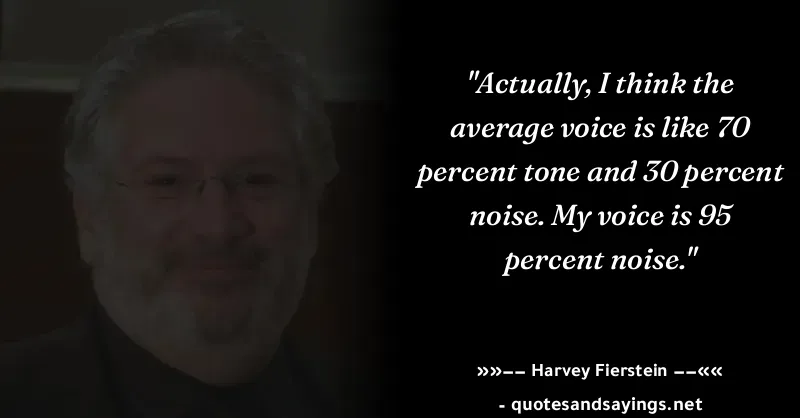 "Actually, I think the
average voice is like 70
percent tone and 30 percent
noise. My voice is 95
percent noise."
»»–– Harvey Fierstein ––««
- quotesandsayings.net